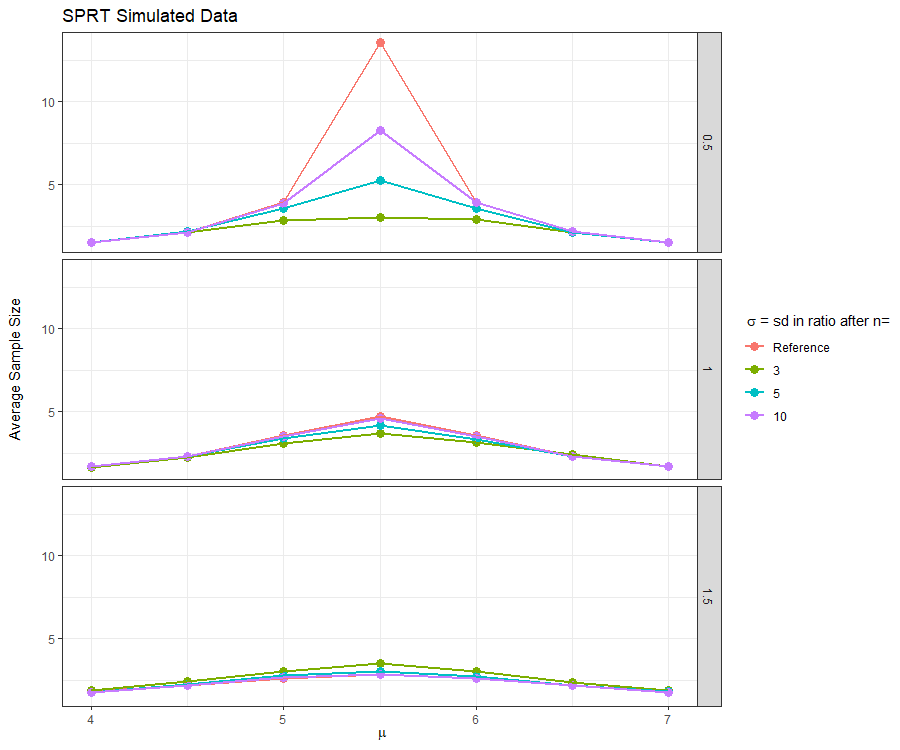 SPRT Simulated Data
Average Sample Size
10
5
0.5
10
5
1
10
5
1.5
4 5 6 7
μ
σ = sd in ratio after n=
Reference
3
5
10